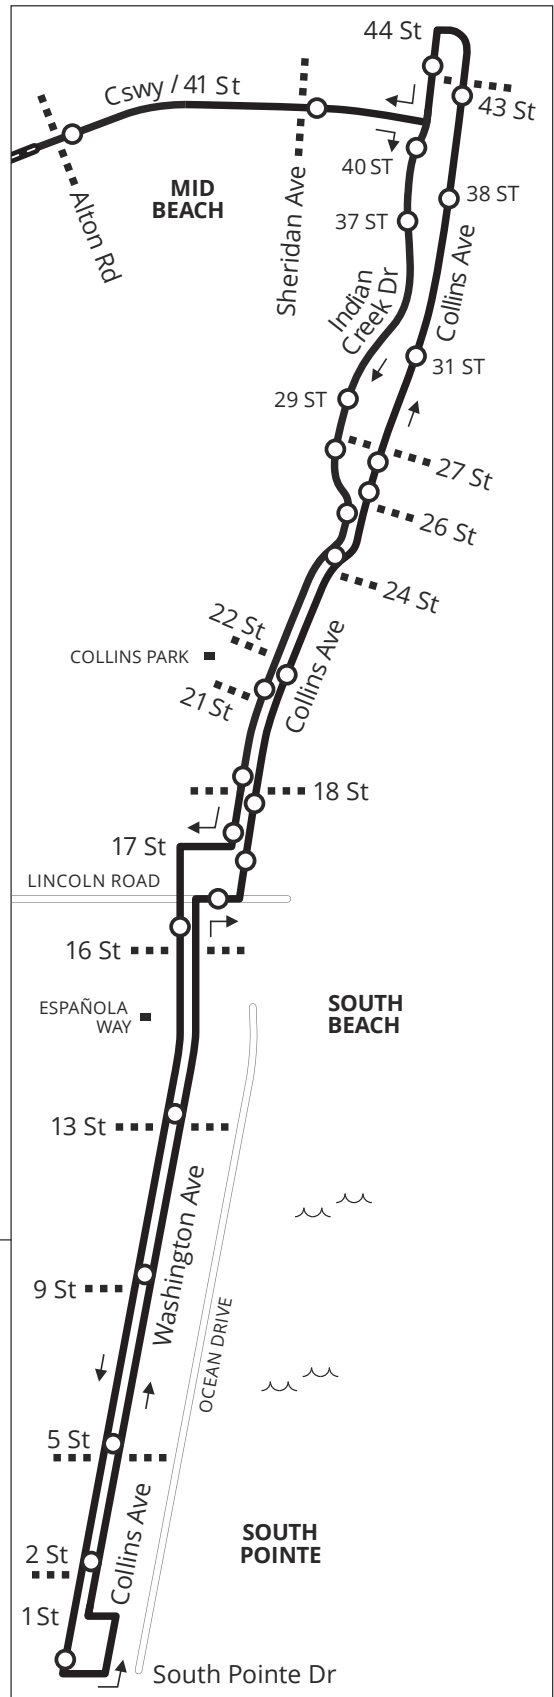 44 St
Cswy / 41 St
43 St
40 ST
MID
BEACH
38 ST
Alton Rd
Sheridan Ave
37 ST
Collins Ave
Indian
Creek Dr
31 ST
29 ST
27 St
26 St
24 St
22 St
COLLINS PARK
Collins Ave
21 St
18 St
17 St
LINCOLN ROAD
16 St
ESPAÑOLA
WAY
SOUTH
BEACH
13 St
Washington Ave
9 St
OCEAN DRIVE
5 St
Collins Ave
SOUTH
POINTE
2 St
1 St
South Pointe Dr